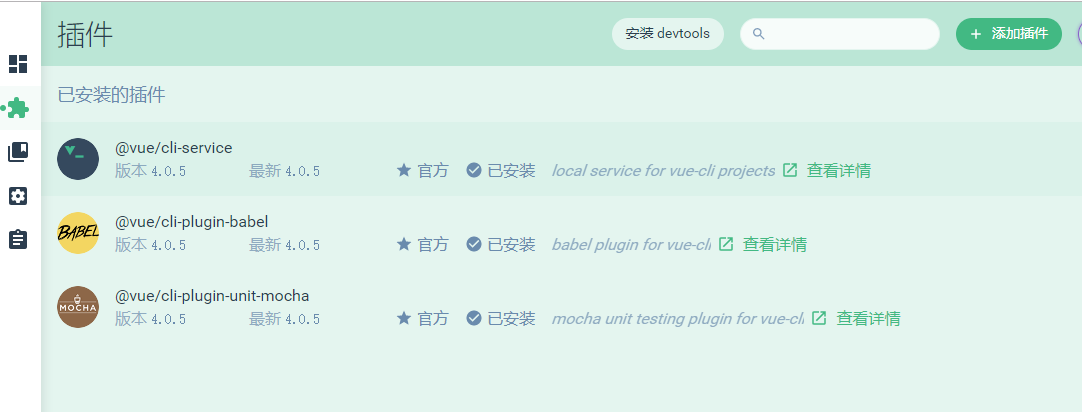 插件
安装 devtools
添加插件
已安装的插件
@vue/cli-service
版本 4.0.5 最新 4.0.5 官方 已安装 local service for vue-cli projects 查看详情
BABEL
@vue/cli-plugin-babel
版本 4.0.5 最新 4.0.5 官方 已安装 babel plugin for vue-cli 查看详情
MOCHA
@vue/cli-plugin-unit-mocha
版本 4.0.5 最新 4.0.5 官方 已安装 mocha unit testing plugin for vue-cli 查看详情